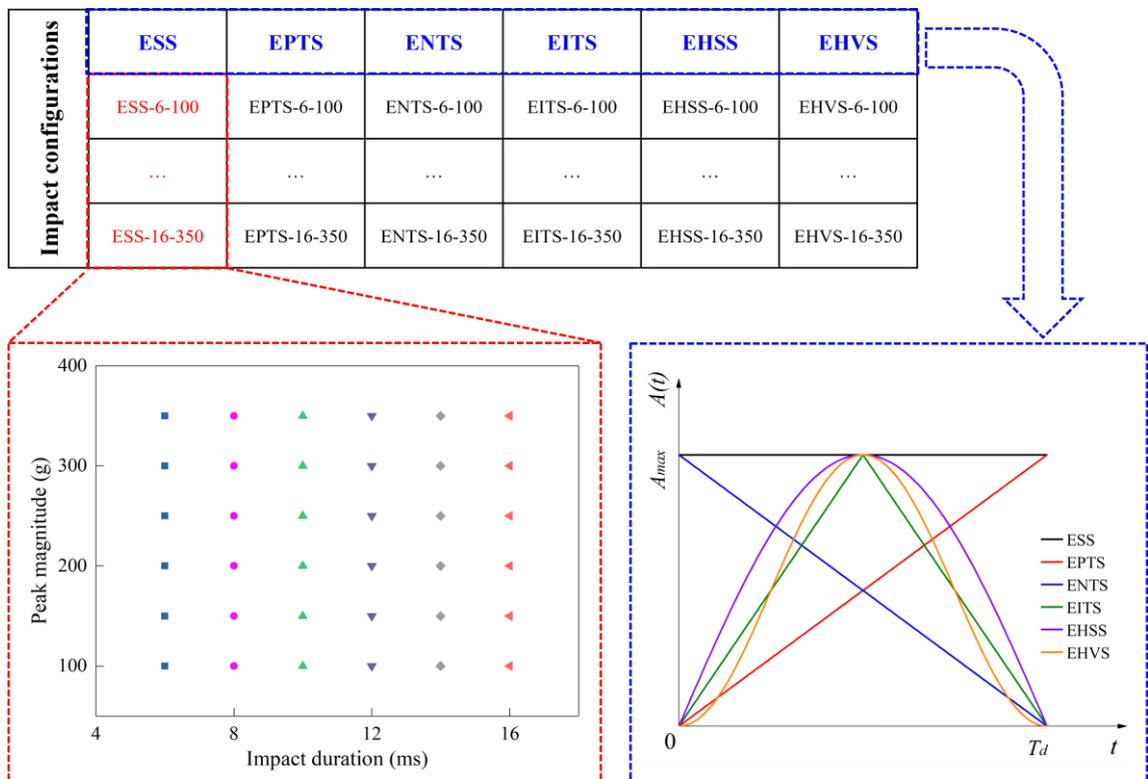 Impact configurations
ESS EPTS ENTS EITS EHSS EHVS
ESS-6-100 EPTS-6-100 ENTS-6-100 EITS-6-100 EHSS-6-100 EHVS-6-100
... ... ... ... ... ...
ESS-16-350 EPTS-16-350 ENTS-16-350 EITS-16-350 EHSS-16-350 EHVS-16-350
Peak magnitude (g)
400
300
200
100
4 8 12 16
Impact duration (ms)
A(t)
Amax
ESS
EPTS
ENTS
EITS
EHSS
EHVS
0 Td t